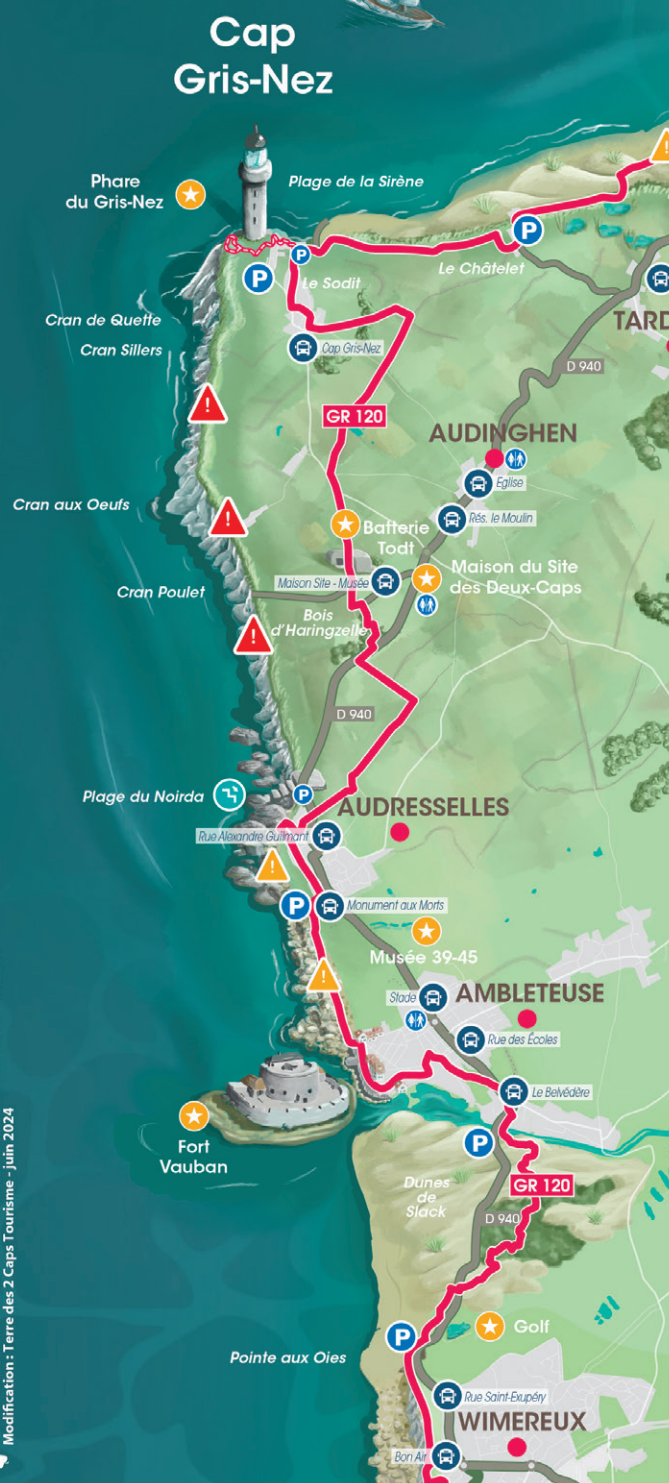 Cap
Gris-Nez
Phare
du Gris-Nez
Plage de la Sirène
P
P
Le Châtelet
P
Le Sodit
Cran de Quette
Cran Sillers
Cap Gris-Nez
TARD
D 940
!
GR 120
AUDINGHEN
Eglise
Cran aux Oeufs
!
Rés. le Moulin
Batterie
Todt
Maison du Site
des Deux-Caps
Maison Site - Musée
Cran Poulet
Bois
d'Haringzelle
!
D 940
Plage du Noirda
P
AUDRESSELLES
Rue Alexandre Guilmant
!
P
Monument aux Morts
Musée 39-45
!
Stade
AMBLETEUSE
Rue des Écoles
Le Belvédère
Fort
Vauban
P
Dunes
de
Slack
GR 120
D 940
Golf
P
Pointe aux Oies
Rue Saint-Exupéry
WIMEREUX
Bon Air
!
Modification : Terre des 2 Caps Tourisme - juin 2024